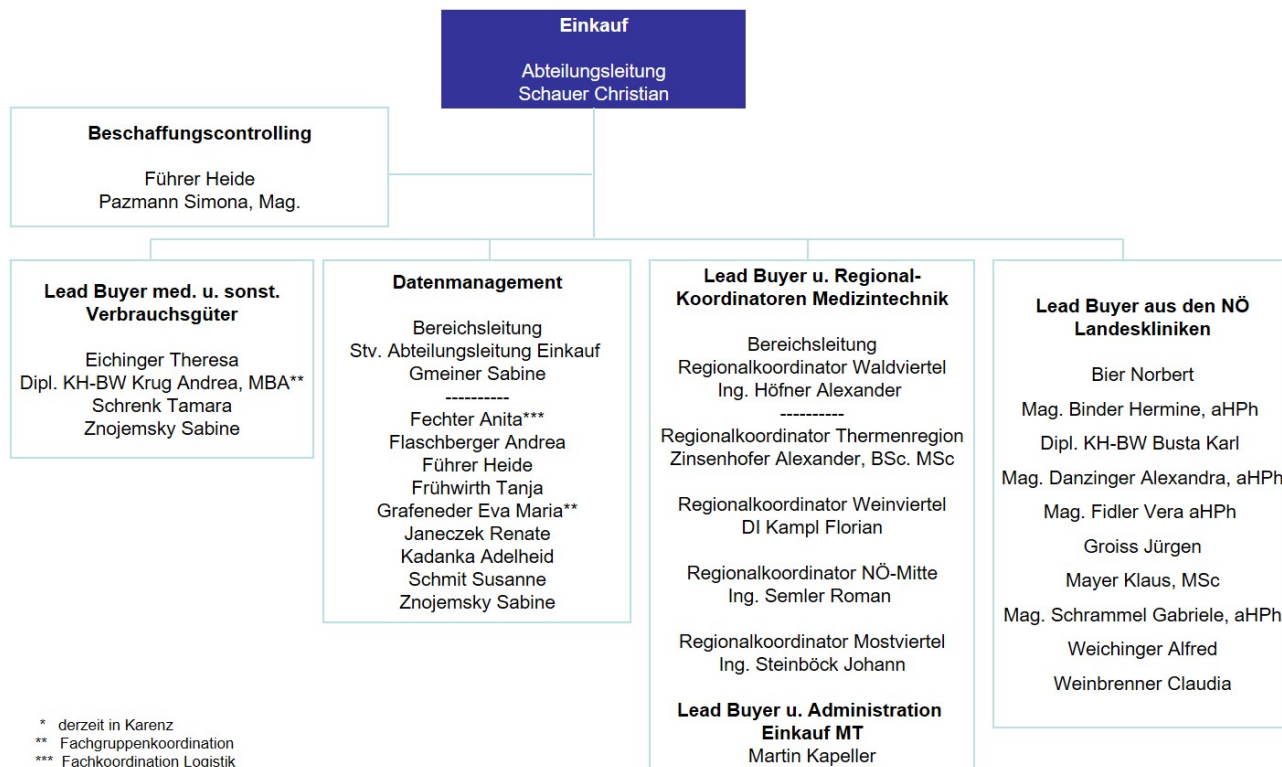 Einkauf
Abteilungsleitung
Schauer Christian
Beschaffungscontrolling
Führer Heide
Pazmann Simona, Mag.
Lead Buyer med. u. sonst.
Verbrauchsgüter
Eichinger Theresa
Dipl. KH-BW Krug Andrea, MBA**
Schrenk Tamara
Znojemsky Sabine
Datenmanagement
Bereichsleitung
Stv. Abteilungsleitung Einkauf
Gmeiner Sabine
----------
Fechter Anita***
Flaschberger Andrea
Führer Heide
Frühwirth Tanja
Grafeneder Eva Maria**
Janeczek Renate
Kadanka Adelheid
Schmit Susanne
Znojemsky Sabine
Lead Buyer u. Regional-
Koordinatoren Medizintechnik
Bereichsleitung
Regionalkoordinator Waldviertel
Ing. Höfner Alexander
----------
Regionalkoordinator Thermenregion
Zinsenhofer Alexander, BSc. MSc
Regionalkoordinator Weinviertel
DI Kampl Florian
Regionalkoordinator NÖ-Mitte
Ing. Semler Roman
Regionalkoordinator Mostviertel
Ing. Steinböck Johann
Lead Buyer u. Administration
Einkauf MT
Martin Kapeller
Lead Buyer aus den NÖ
Landeskliniken
Bier Norbert
Mag. Binder Hermine, aHPh
Dipl. KH-BW Busta Karl
Mag. Danzinger Alexandra, aHPh
Mag. Fidler Vera aHPh
Groiss Jürgen
Mayer Klaus, MSc
Mag. Schrammel Gabriele, aHPh
Weichinger Alfred
Weinbrenner Claudia
* derzeit in Karenz
** Fachgruppenkoordination
*** Fachkoordination Logistik